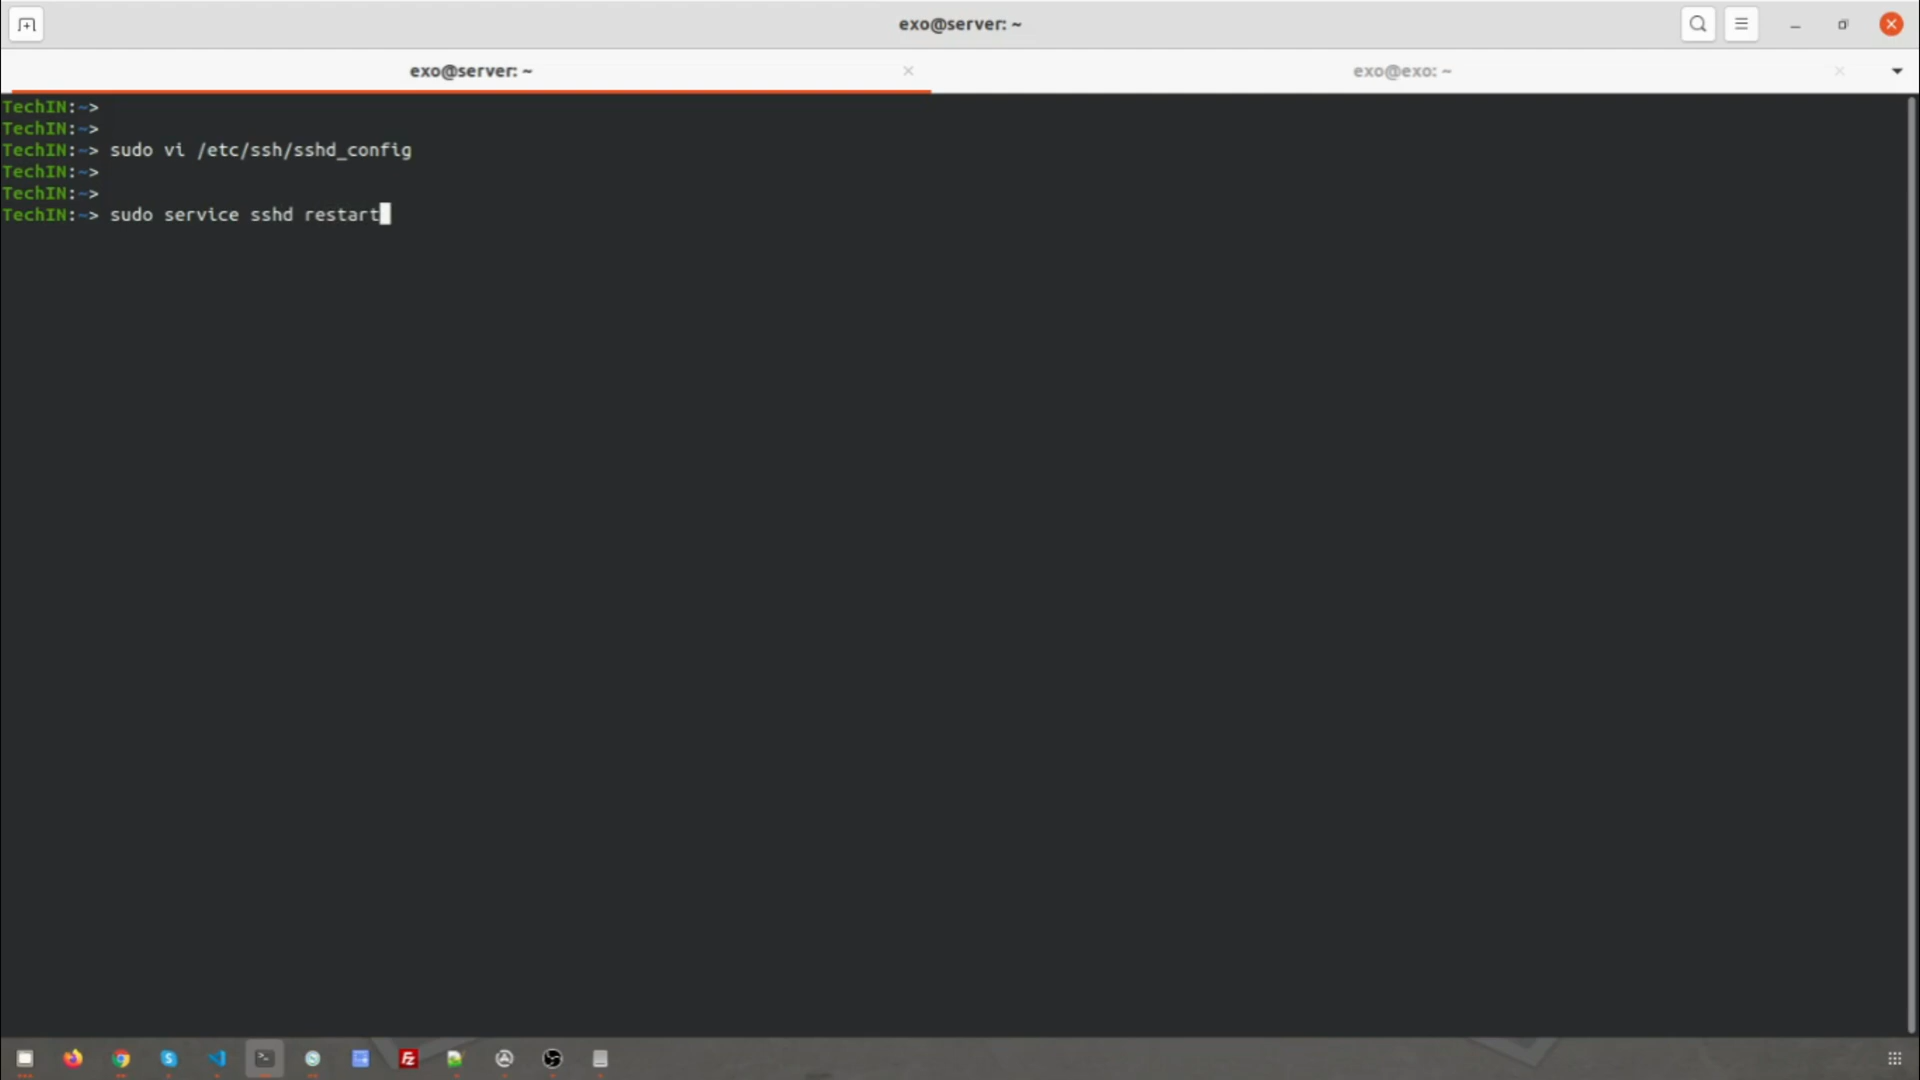 exo@server: ~
exo@server: ~
exo@exo: ~
TechIN:~>
TechIN:~>
TechIN:~> sudo vi /etc/ssh/sshd_config
TechIN:~>
TechIN:~>
TechIN:~> sudo service sshd restart
S
>_
FZ